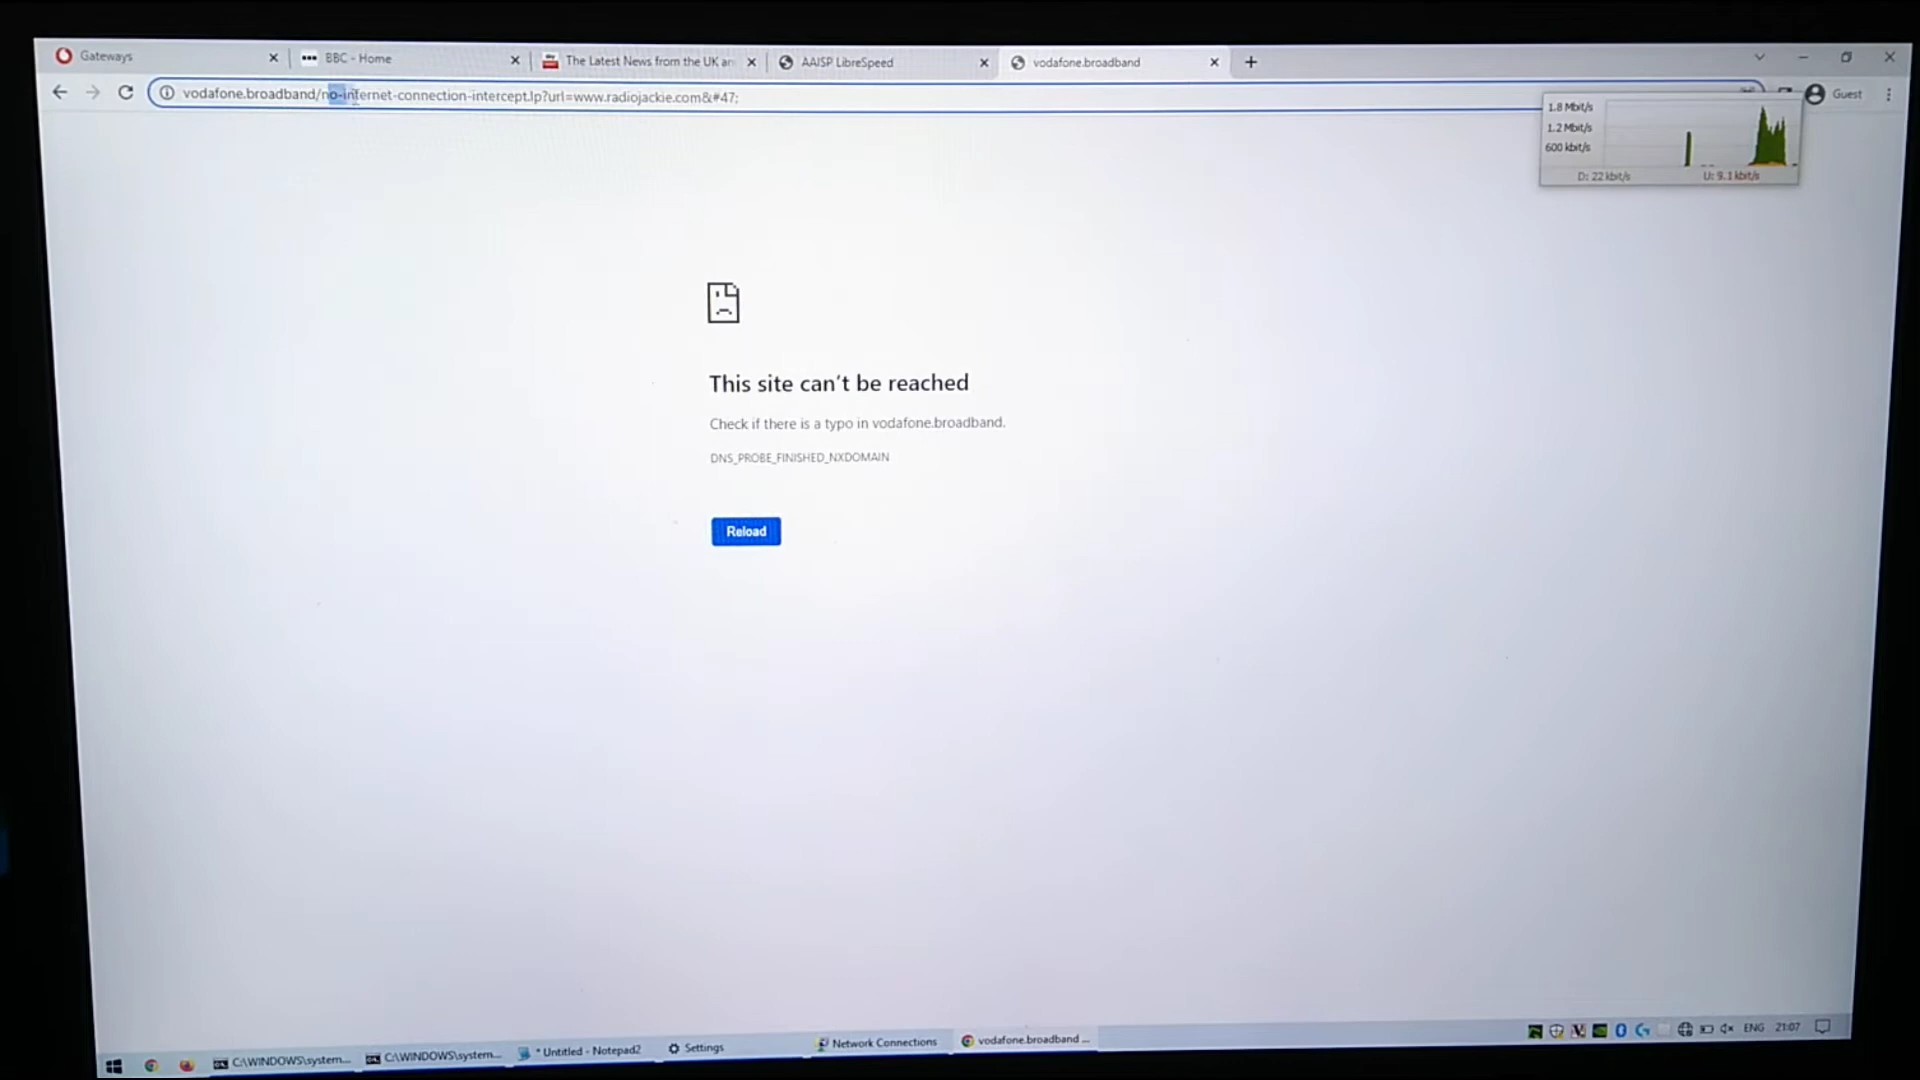 Gateways
BBC - Home
The Latest News from the UK an
AAISP LibreSpeed
vodafone.broadband
vodafone.broadband/no-internet-connection-intercept.lp?url=www.radiojackie.com&#47;
Guest
1.8 Mbit/s
1.2 Mbit/s
600 kbit/s
D: 22 kbit/s U: 9.1 kbit/s
This site can't be reached
Check if there is a typo in vodafone.broadband.
DNS_PROBE_FINISHED_NXDOMAIN
Reload
C:\WINDOWS\system...
C:\WINDOWS\system...
* Untitled - Notepad2
Settings
Network Connections
vodafone.broadband ...
ENG 21:07